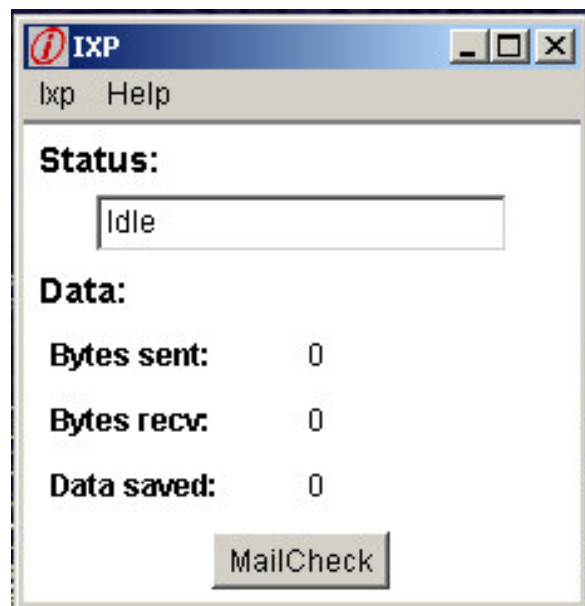 IXP
Ixp Help
Status:
Idle
Data:
Bytes sent: 0
Bytes recv: 0
Data saved: 0
MailCheck